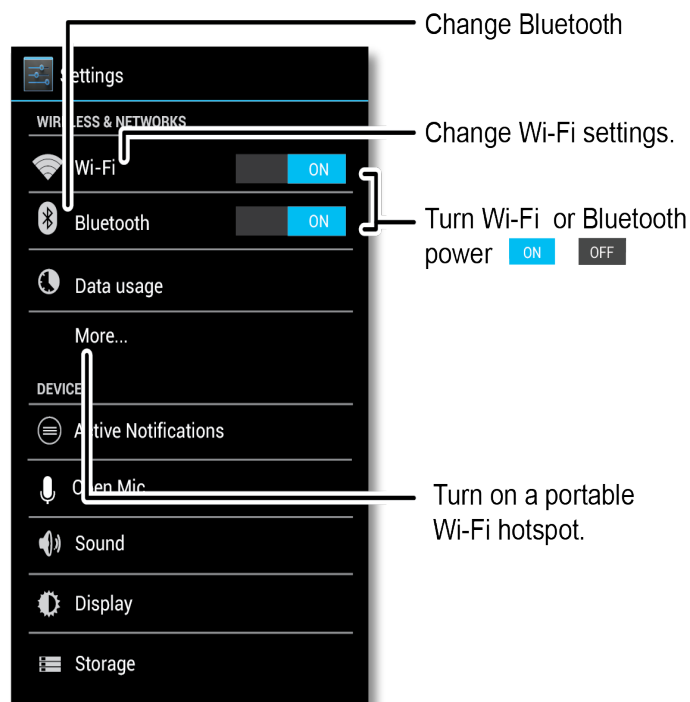 Change Bluetooth
Settings
WIRELESS & NETWORKS
Change Wi-Fi settings.
Wi-Fi ON
Bluetooth ON
Turn Wi-Fi or Bluetooth
power ON OFF
Data usage
More...
DEVICE
Active Notifications
Open Mic
Turn on a portable
Wi-Fi hotspot.
Sound
Display
Storage